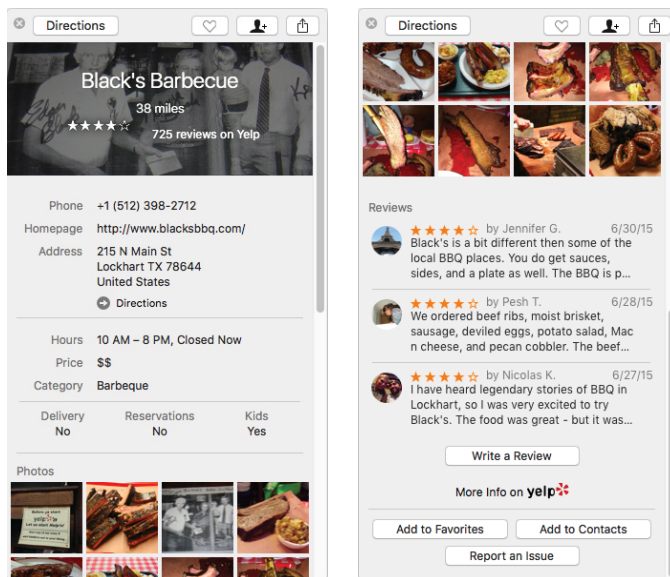 Directions
Black's Barbecue
38 miles
★★★★☆ 725 reviews on Yelp
Phone +1 (512) 398-2712
Homepage http://www.blacksbbq.com/
Address 215 N Main St
Lockhart TX 78644
United States
Directions
Hours 10 AM – 8 PM, Closed Now
Price $$
Category Barbeque
Delivery Reservations Kids
No No Yes
Photos
Directions
Reviews
★★★★☆ by Jennifer G. 6/30/15
Black's is a bit different then some of the
local BBQ places. You do get sauces,
sides, and a plate as well. The BBQ is p...
★★★★☆ by Pesh T. 6/28/15
We ordered beef ribs, moist brisket,
sausage, deviled eggs, potato salad, Mac
n cheese, and pecan cobbler. The beef...
★★★★☆ by Nicolas K. 6/27/15
I have heard legendary stories of BBQ in
Lockhart, so I was very excited to try
Black's. The food was great - but it was...
Write a Review
More Info on yelp
Add to Favorites Add to Contacts
Report an Issue